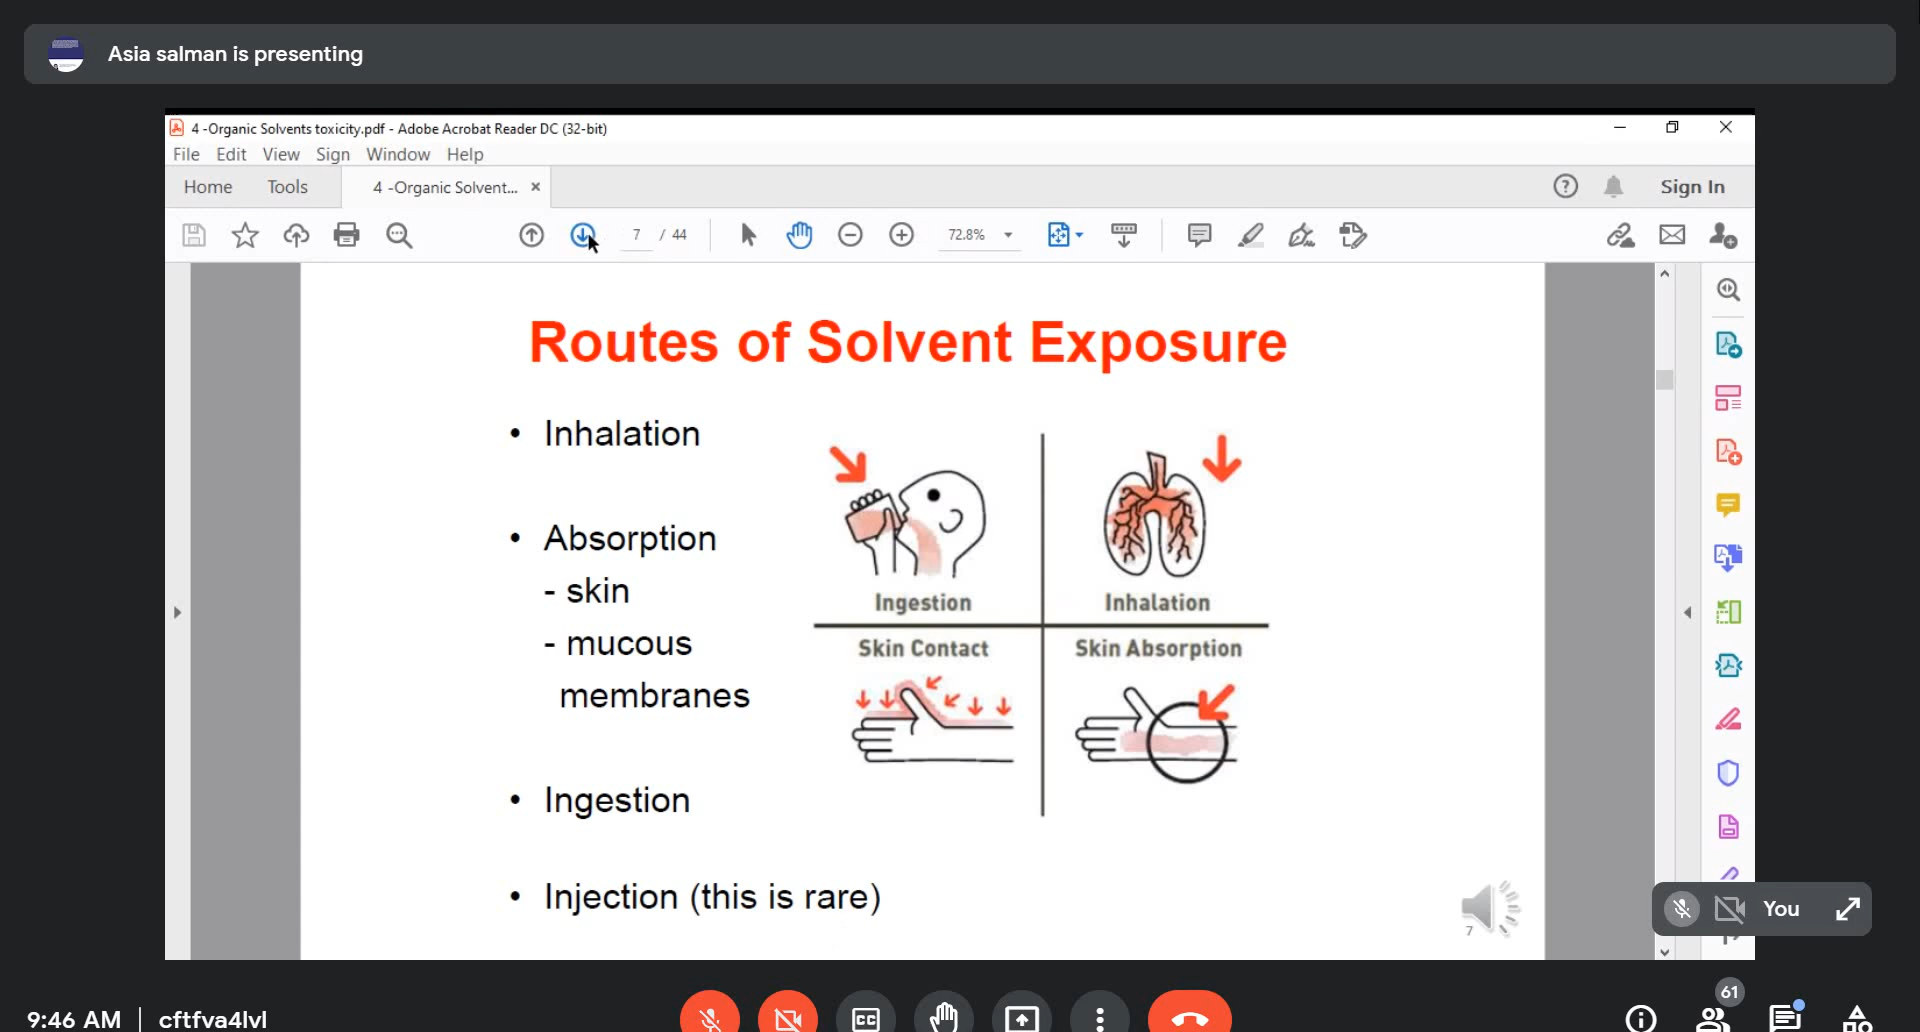 Asia salman is presenting
4 -Organic Solvents toxicity.pdf - Adobe Acrobat Reader DC (32-bit)
File Edit View Sign Window Help
Home Tools 4 -Organic Solvent... × Sign In
7 / 44 72.8%
Routes of Solvent Exposure
• Inhalation
• Absorption
- skin
- mucous
membranes
• Ingestion
• Injection (this is rare)
Ingestion Inhalation
Skin Contact Skin Absorption
7
You
61
9:46 AM | cftfva4lvl
CC